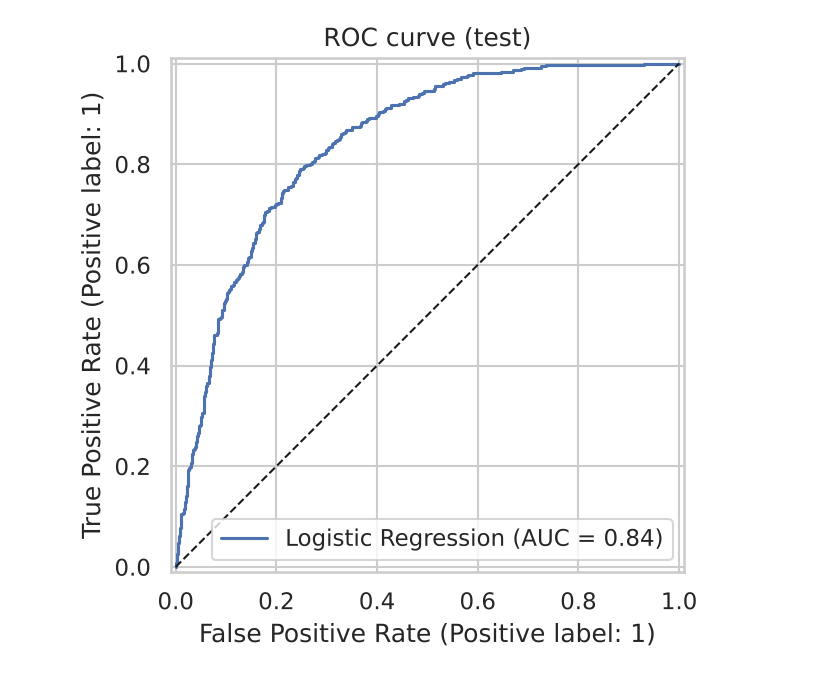 ROC curve (test)
1.0
0.8
0.6
0.4
0.2
0.0
True Positive Rate (Positive label: 1)
Logistic Regression (AUC = 0.84)
0.0 0.2 0.4 0.6 0.8 1.0
False Positive Rate (Positive label: 1)